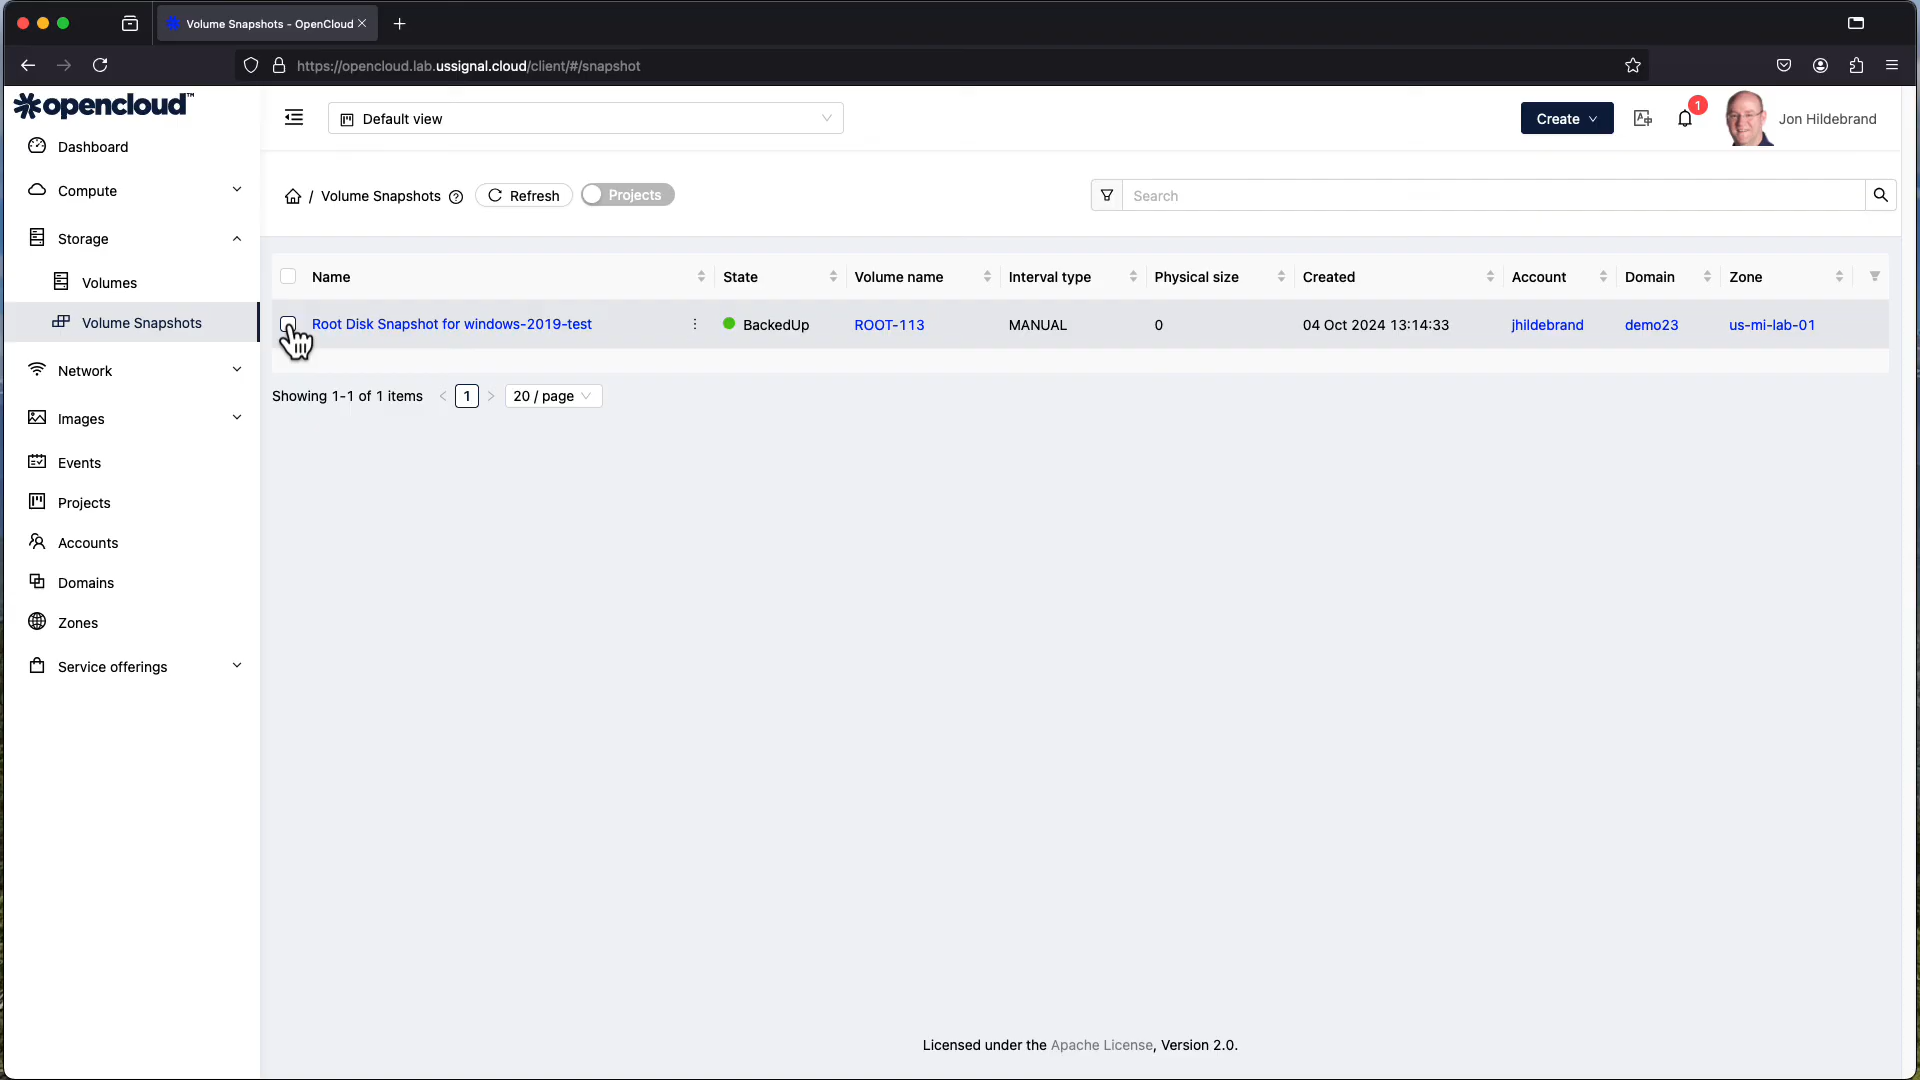 Volume Snapshots - OpenCloud
https://opencloud.lab.ussignal.cloud/client/#/snapshot
opencloud™
Default view
Create
1
Jon Hildebrand
Dashboard
Compute
Storage
Volumes
Volume Snapshots
Network
Images
Events
Projects
Accounts
Domains
Zones
Service offerings
/ Volume Snapshots
Refresh
Projects
Search
Name State Volume name Interval type Physical size Created Account Domain Zone
Root Disk Snapshot for windows-2019-test BackedUp ROOT-113 MANUAL 0 04 Oct 2024 13:14:33 jhildebrand demo23 us-mi-lab-01
Showing 1-1 of 1 items < 1 > 20 / page
Licensed under the Apache License, Version 2.0.